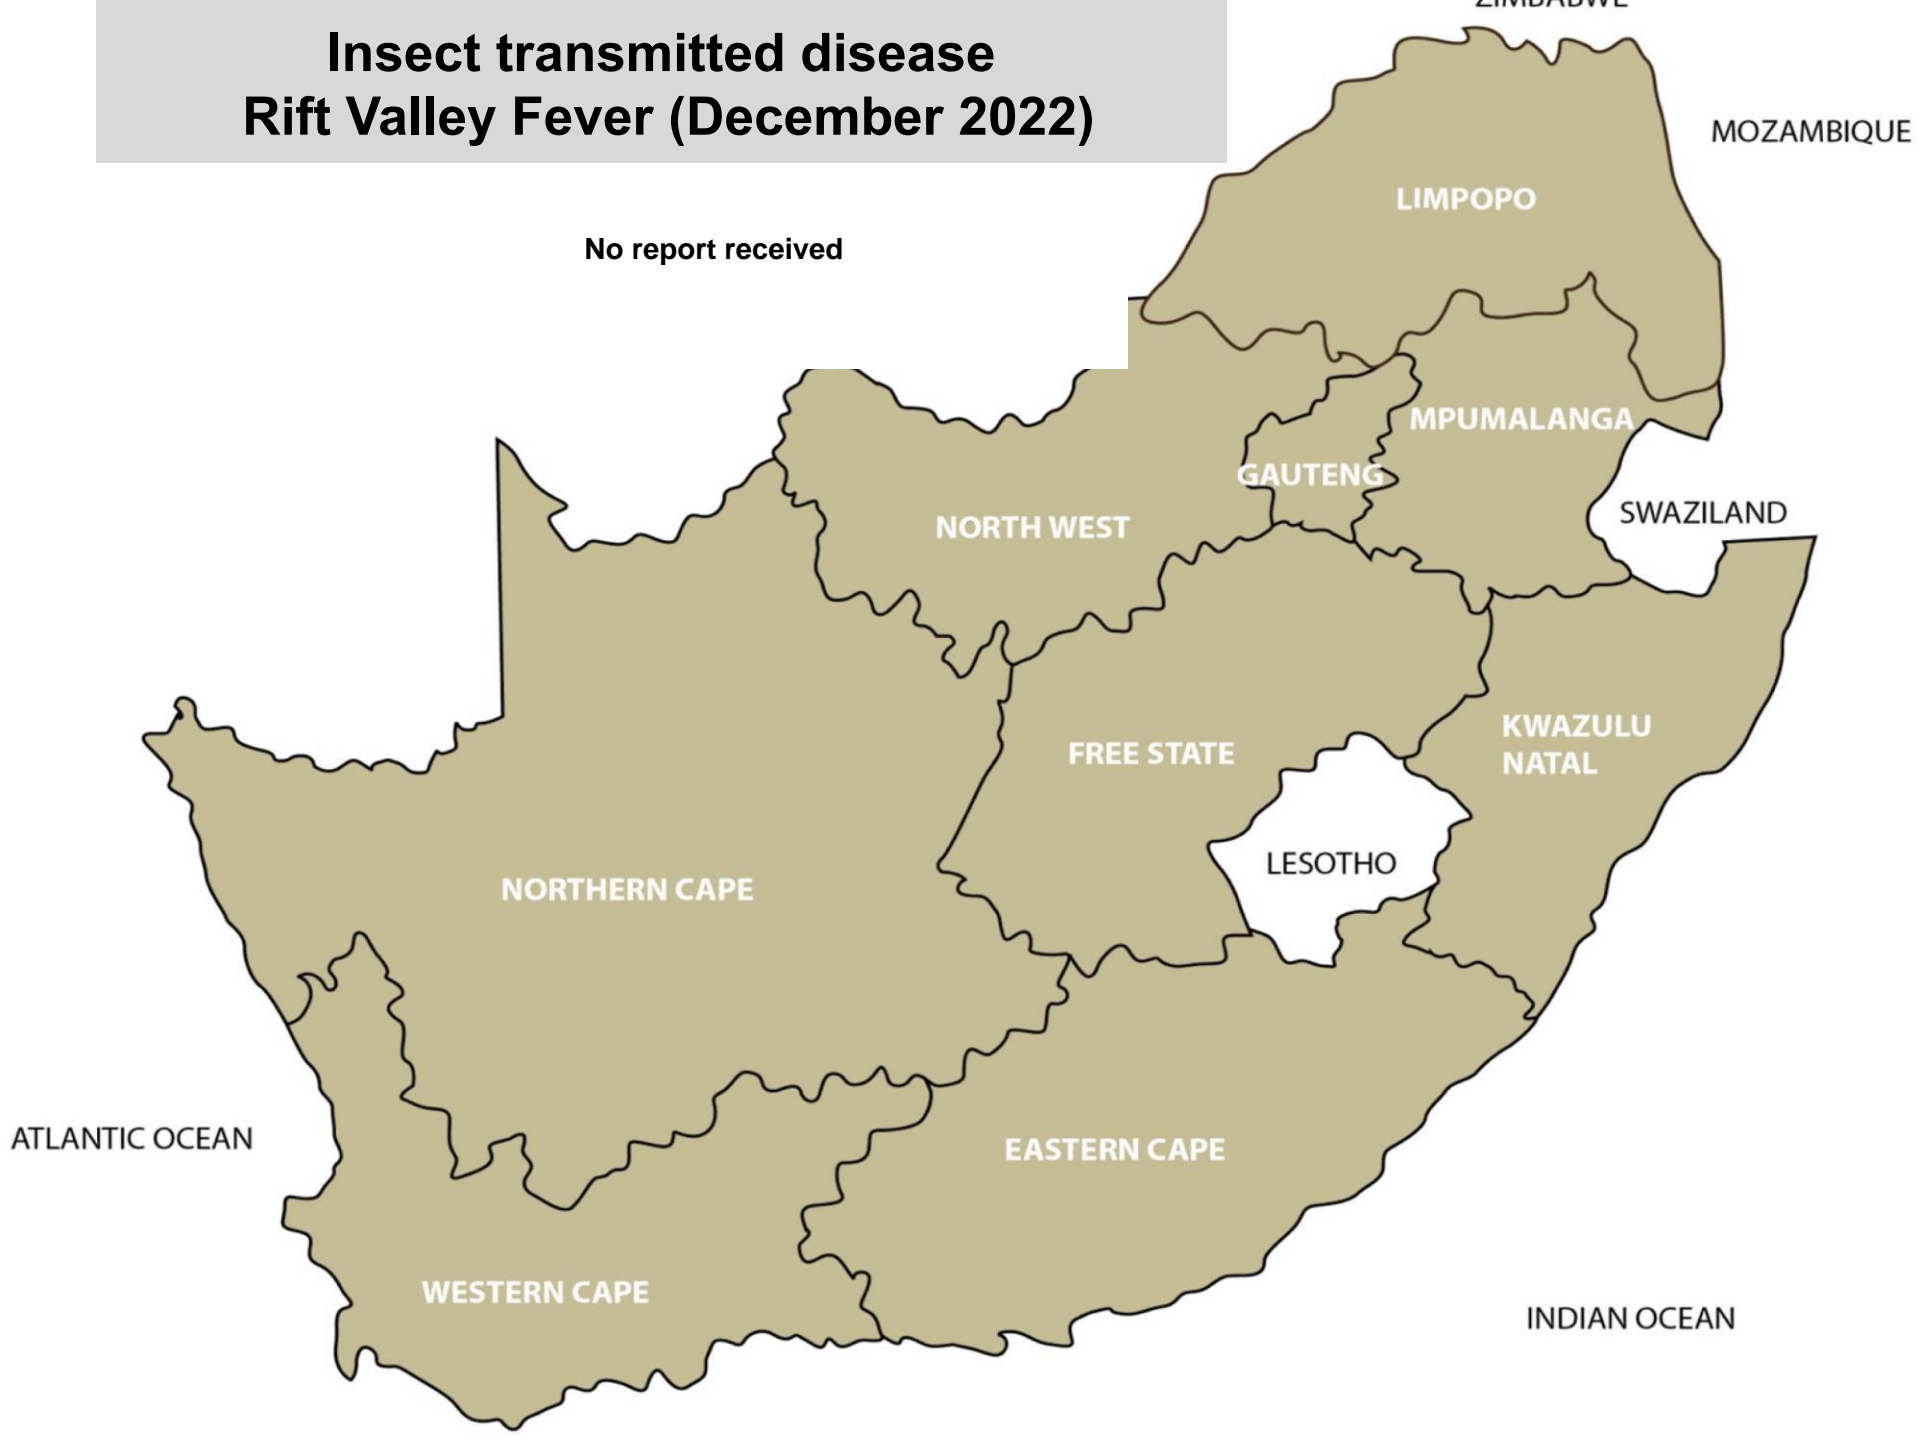 Insect transmitted disease
Rift Valley Fever (December 2022)
ZIMBABWE
MOZAMBIQUE
LIMPOPO
No report received
MPUMALANGA
GAUTENG
SWAZILAND
NORTH WEST
KWAZULU
NATAL
FREE STATE
LESOTHO
NORTHERN CAPE
ATLANTIC OCEAN
EASTERN CAPE
WESTERN CAPE
INDIAN OCEAN